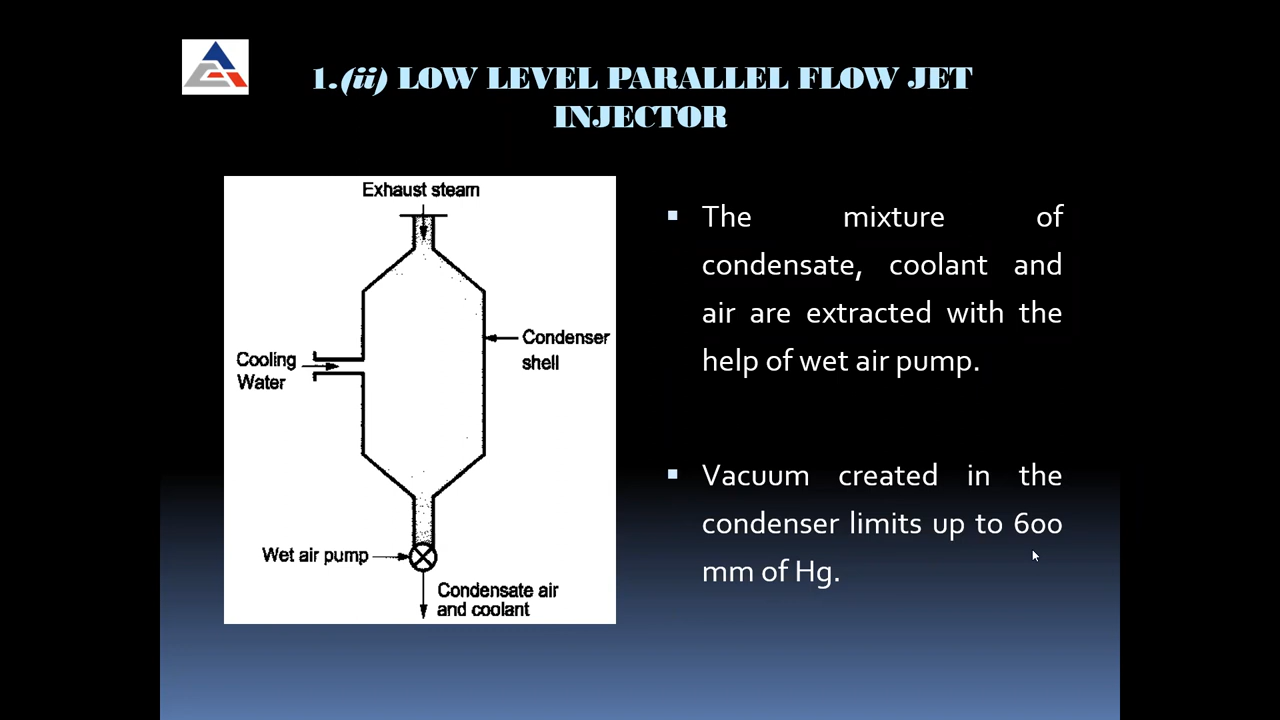 1.(ii) LOW LEVEL PARALLEL FLOW JET
INJECTOR
Exhaust steam
Condenser
shell
Cooling
Water
Wet air pump
Condensate air
and coolant
▪ The mixture of
condensate, coolant and
air are extracted with the
help of wet air pump.
▪ Vacuum created in the
condenser limits up to 600
mm of Hg.